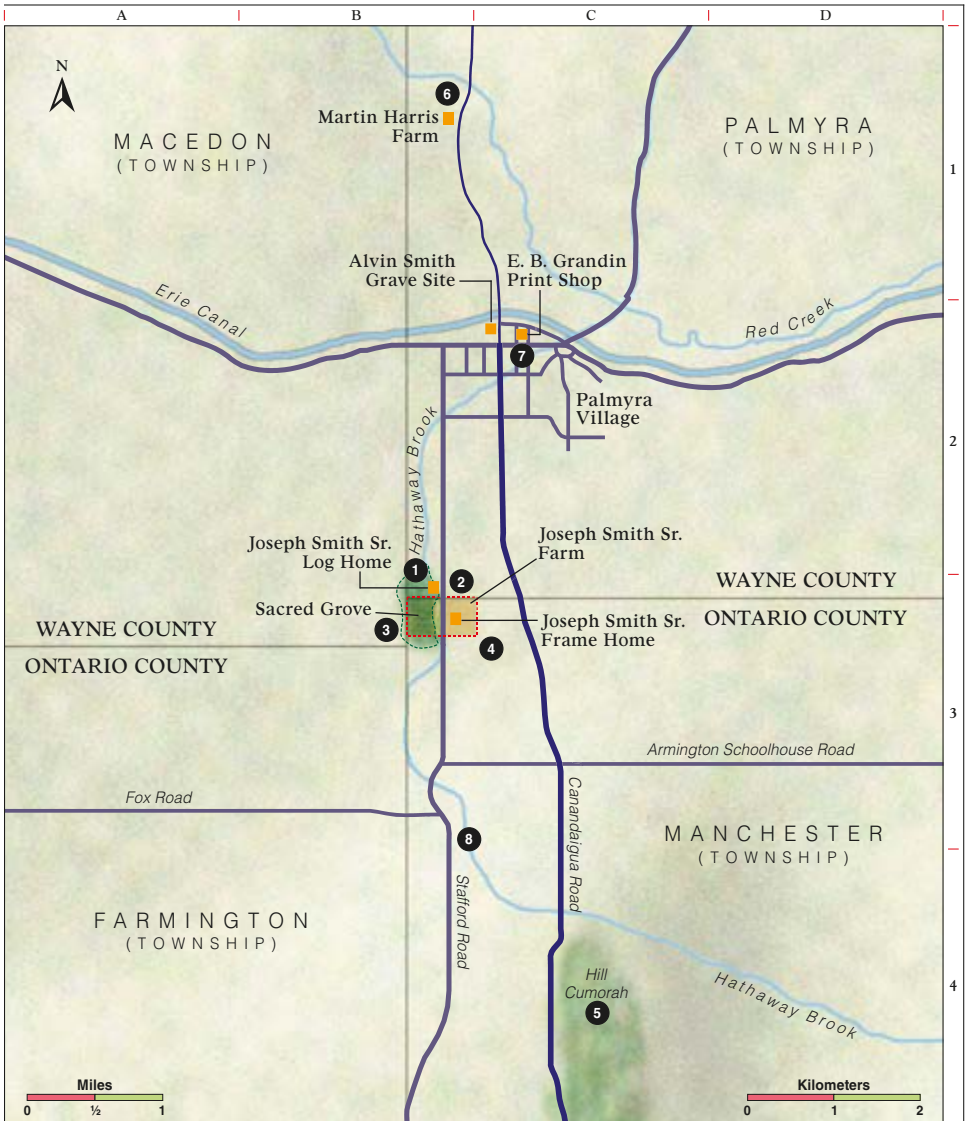 A
B
C
D
N
6
Martin Harris
Farm
MACEDON
(TOWNSHIP)
PALMYRA
(TOWNSHIP)
1
Alvin Smith
Grave Site
E. B. Grandin
Print Shop
Erie Canal
Red Creek
7
Palmyra
Village
Hathaway Brook
2
Joseph Smith Sr.
Log Home
1
2
Joseph Smith Sr.
Farm
WAYNE COUNTY
ONTARIO COUNTY
Sacred Grove
Joseph Smith Sr.
Frame Home
3
4
WAYNE COUNTY
ONTARIO COUNTY
3
Armington Schoolhouse Road
Fox Road
Canandaigua Road
8
MANCHESTER
(TOWNSHIP)
Stafford Road
FARMINGTON
(TOWNSHIP)
Hill
Cumorah
5
Hathaway Brook
4
Miles
0 ½ 1
Kilometers
0 1 2